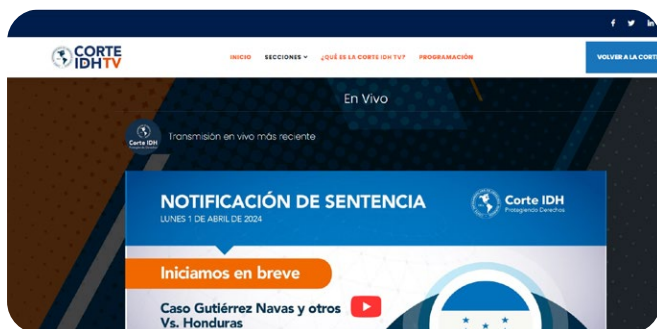 CORTE
IDHTV
INICIO SECCIONES ¿QUÉ ES LA CORTE IDH TV? PROGRAMACIÓN
VOLVER A LA CORTE
En Vivo
Corte IDH
Transmisión en vivo más reciente
NOTIFICACIÓN DE SENTENCIA
LUNES 1 DE ABRIL DE 2024
Corte IDH
Protegiendo Derechos
Iniciamos en breve
Caso Gutiérrez Navas y otros
Vs. Honduras